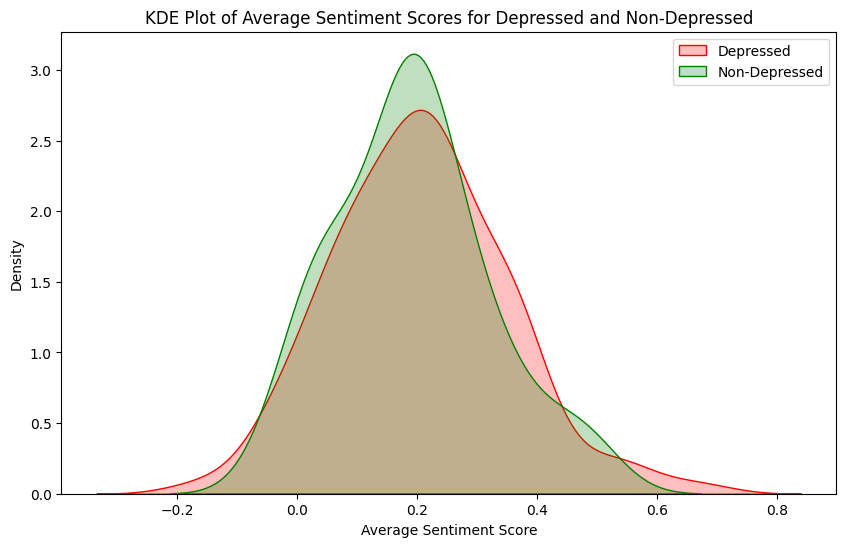 KDE Plot of Average Sentiment Scores for Depressed and Non-Depressed
Depressed
Non-Depressed
3.0
2.5
2.0
1.5
1.0
0.5
0.0
Density
−0.2 0.0 0.2 0.4 0.6 0.8
Average Sentiment Score